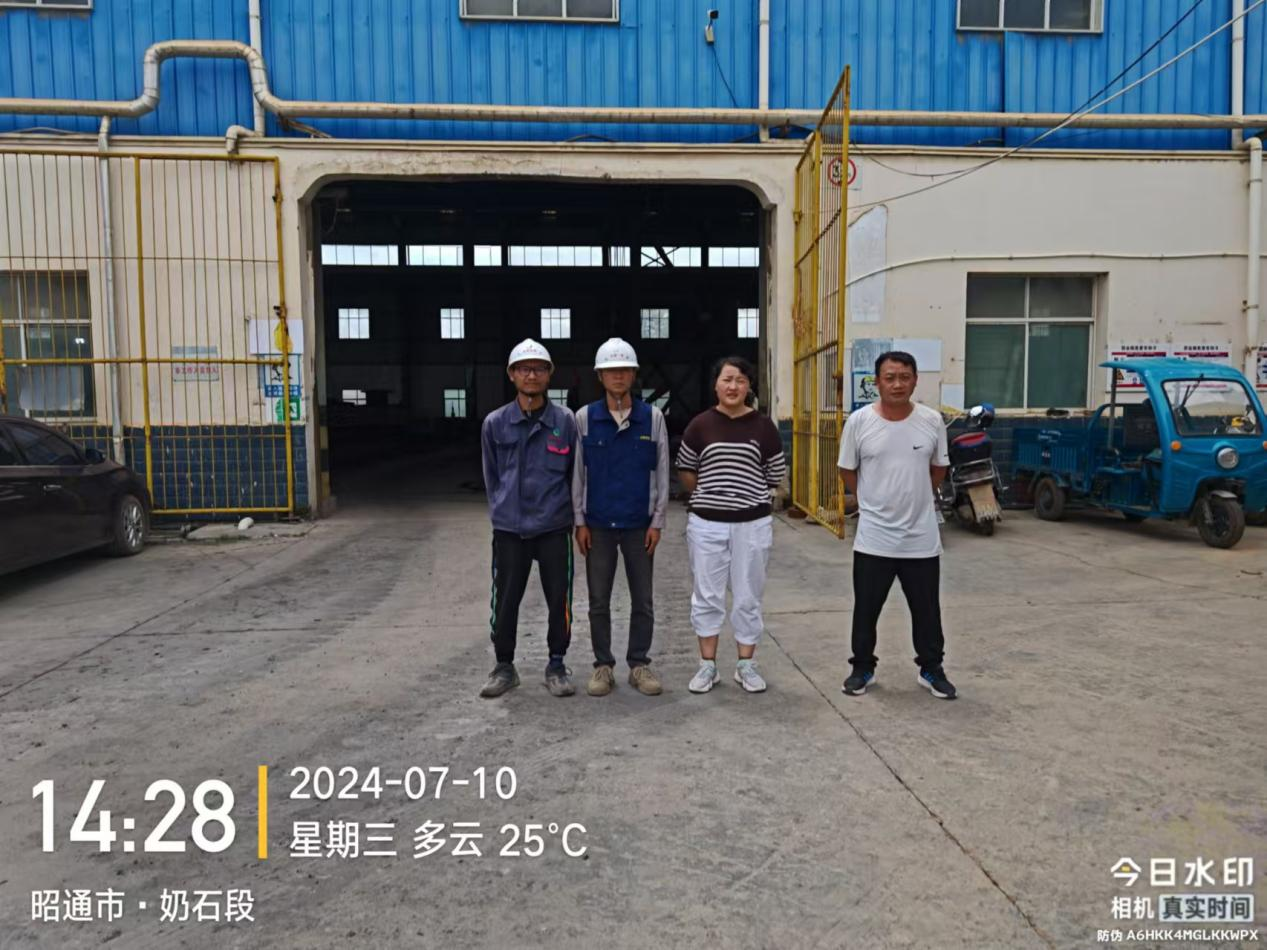 14:28
2024-07-10
星期三 多云 25°C
昭通市·奶石段
今日水印
相机 真实时间
防伪 A6HKK4MGLKKWPX